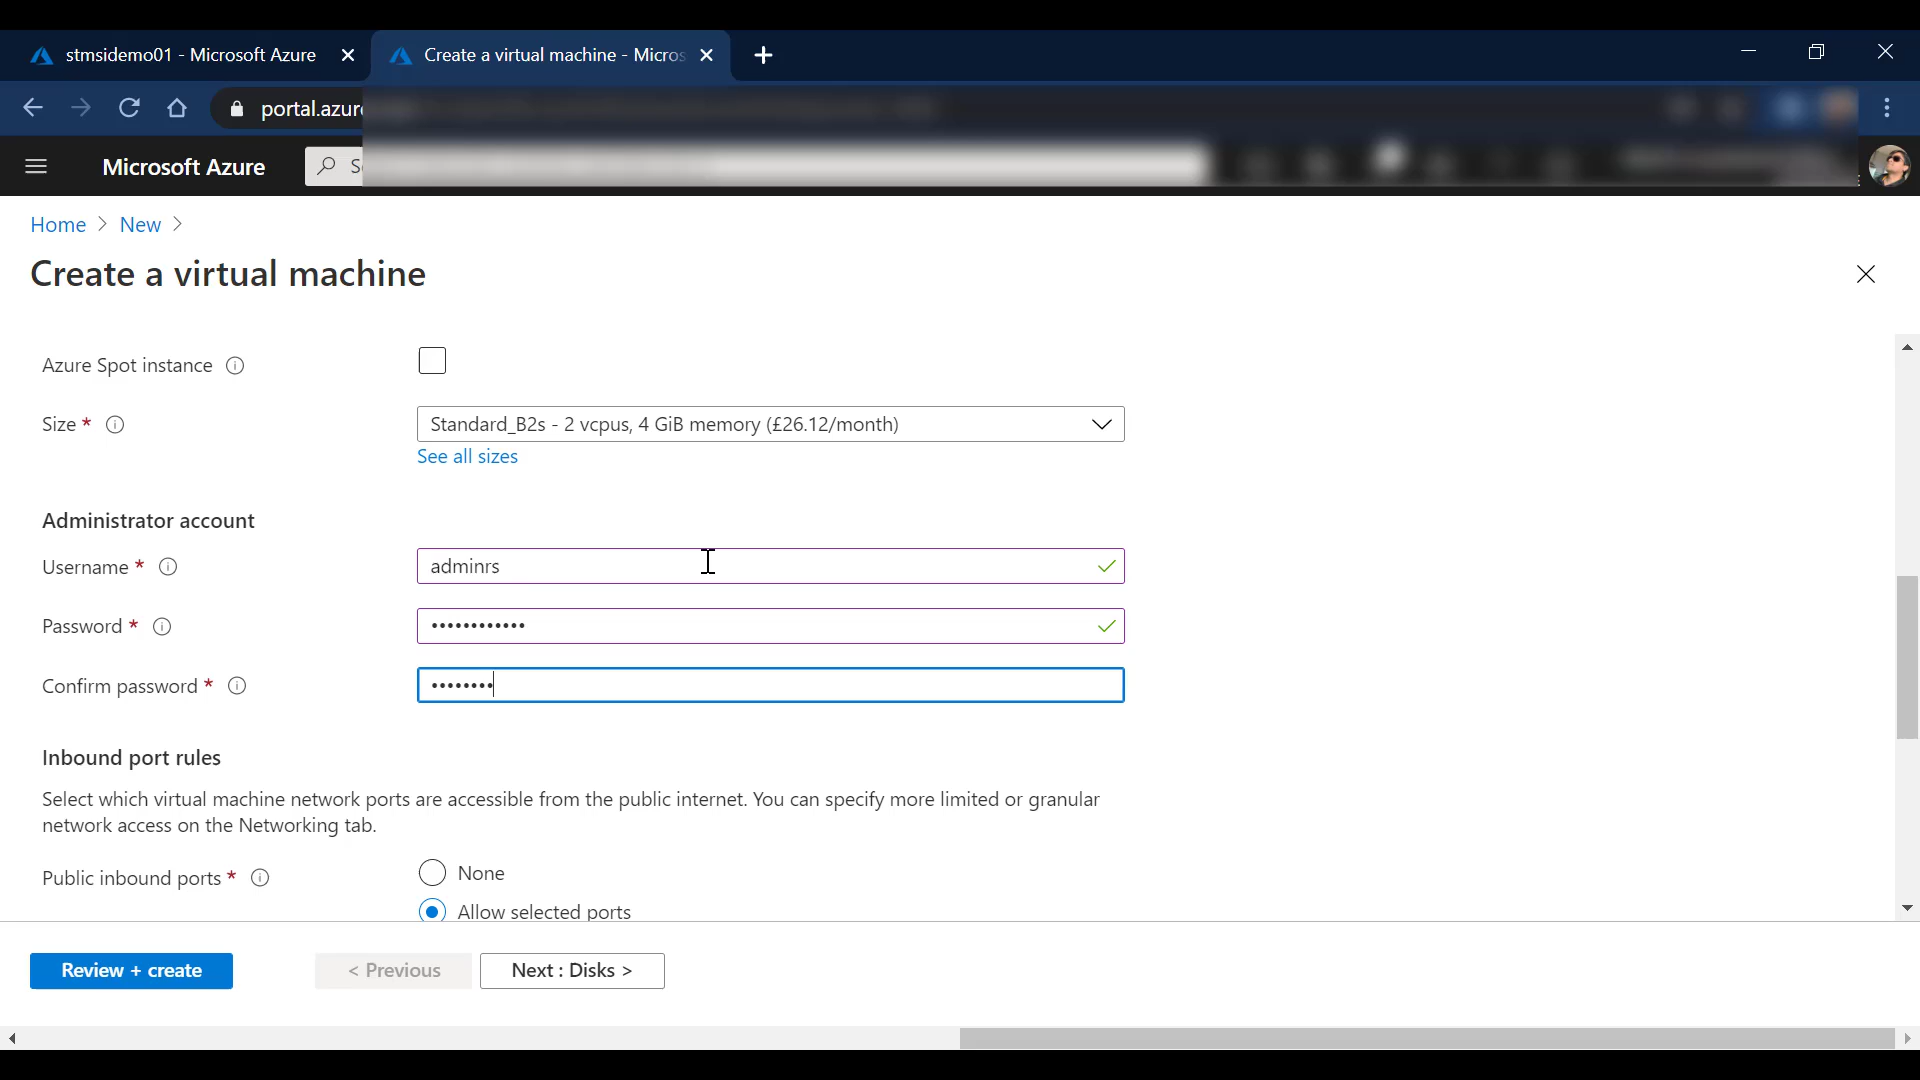 stmsidemo01 - Microsoft Azure
Create a virtual machine - Micros
portal.azure
Microsoft Azure
Home > New >
Create a virtual machine
Azure Spot instance
Size *
Standard_B2s - 2 vcpus, 4 GiB memory (£26.12/month)
See all sizes
Administrator account
Username *
adminrs
Password *
••••••••••••
Confirm password *
••••••••
Inbound port rules
Select which virtual machine network ports are accessible from the public internet. You can specify more limited or granular
network access on the Networking tab.
Public inbound ports *
None
Allow selected ports
Review + create
< Previous
Next : Disks >